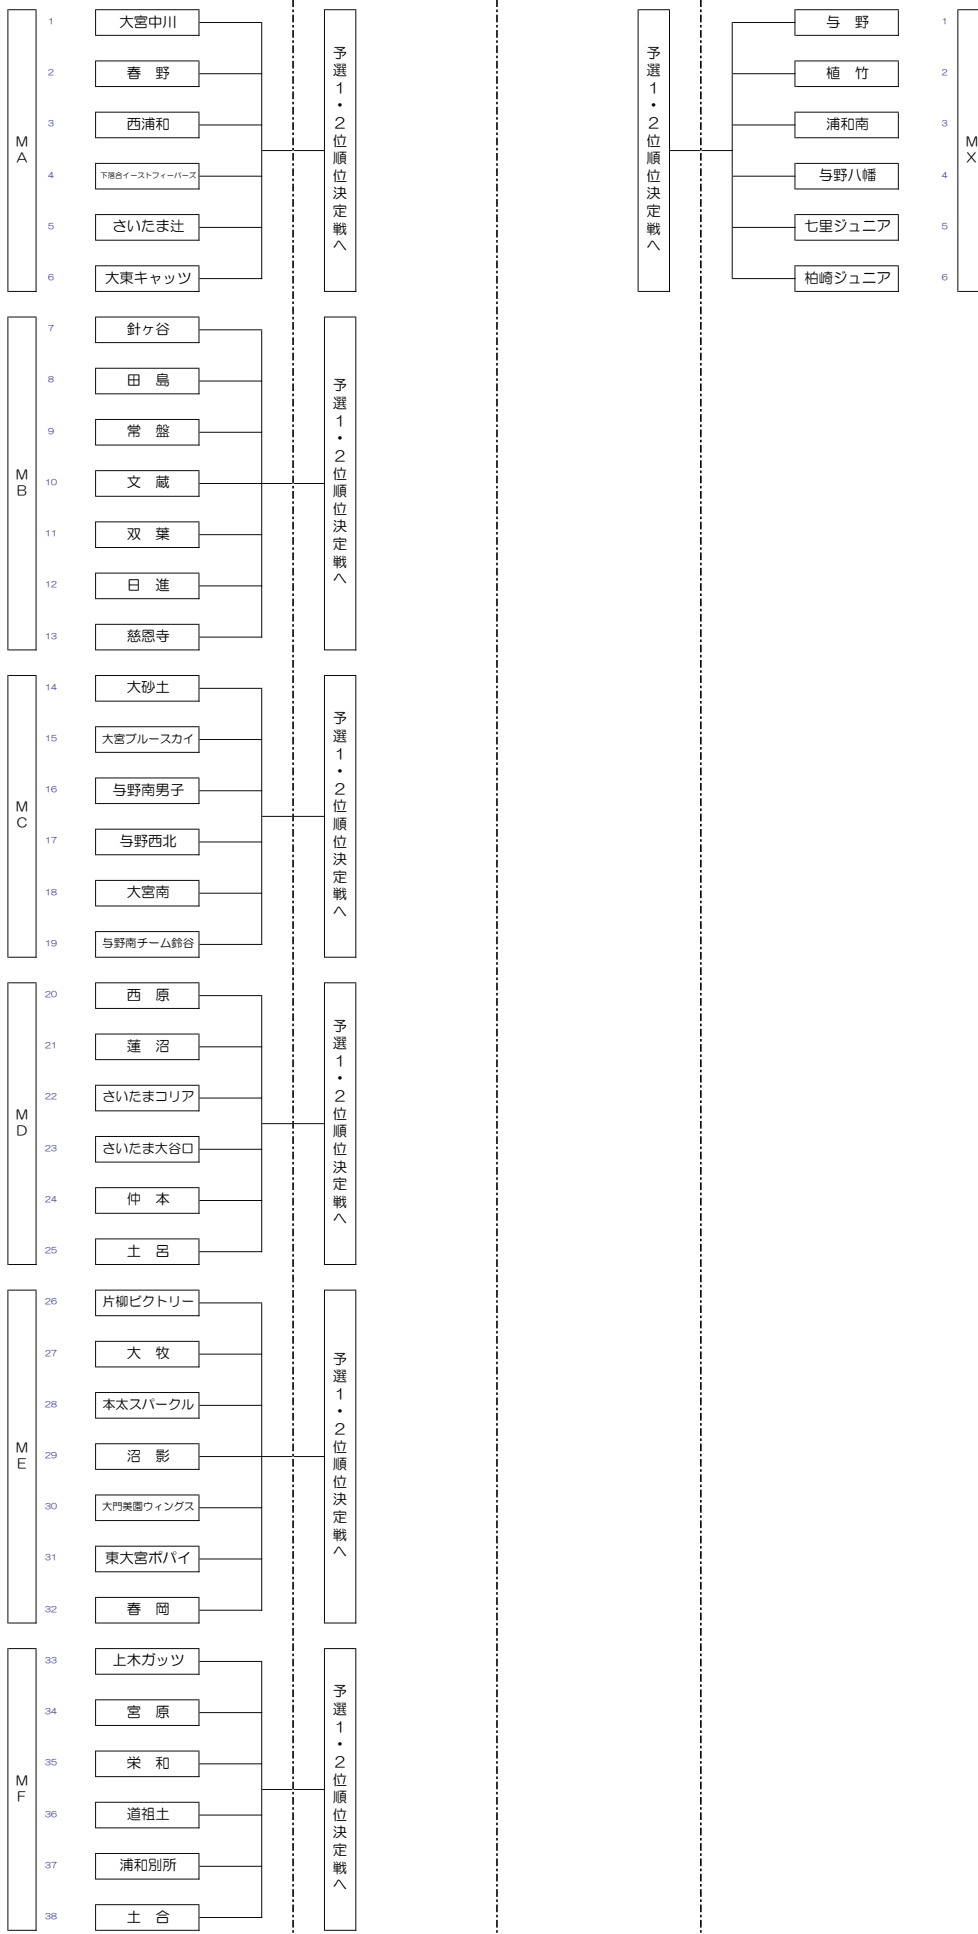 MA
1 大宮中川
2 春 野
3 西浦和
4 下落合イーストフィーバーズ
5 さいたま辻
6 大東キャッツ
予選1・2位順位決定戦へ
MB
7 針ヶ谷
8 田 島
9 常 盤
10 文 蔵
11 双 葉
12 日 進
13 慈恩寺
予選1・2位順位決定戦へ
MC
14 大砂土
15 大宮ブルースカイ
16 与野南男子
17 与野西北
18 大宮南
19 与野南チーム鈴谷
予選1・2位順位決定戦へ
MD
20 西 原
21 蓮 沼
22 さいたまコリア
23 さいたま大谷口
24 仲 本
25 土 呂
予選1・2位順位決定戦へ
ME
26 片柳ビクトリー
27 大 牧
28 本太スパークル
29 沼 影
30 大門美園ウィングス
31 東大宮ポパイ
32 春 岡
予選1・2位順位決定戦へ
MF
33 上木ガッツ
34 宮 原
35 栄 和
36 道祖土
37 浦和別所
38 土 合
予選1・2位順位決定戦へ
予選1・2位順位決定戦へ
与 野 1
植 竹 2
浦和南 3
与野八幡 4
七里ジュニア 5
柏崎ジュニア 6
MX